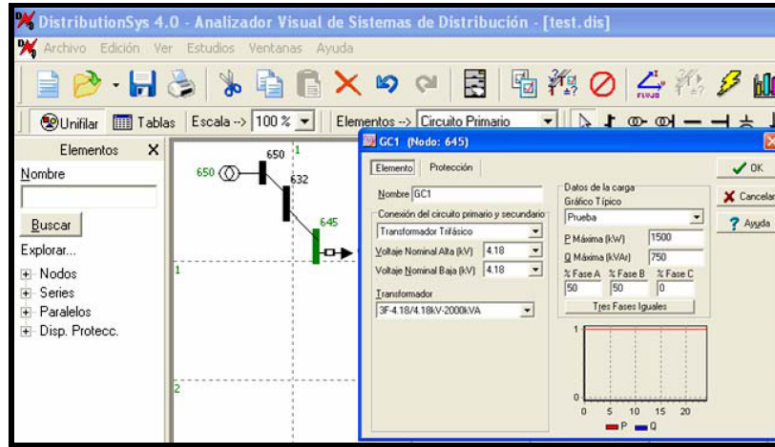 DistributionSys 4.0 - Analizador Visual de Sistemas de Distribución - [test.dis]
Archivo Edición Ver Estudios Ventanas Ayuda
FLUJO
Unifilar Tablas Escala --> 100 % Elementos --> Circuito Primario
Elementos X
Nombre
Buscar
Explorar...
Nodos
Series
Paralelos
Disp. Protecc.
650 1
650
632
645
1
2
GC1 (Nodo: 645)
Elemento Protección
Nombre GC1
Conexión del circuito primario y secundario
Transformador Trifásico
Voltaje Nominal Alta (kV) 4.18
Voltaje Nominal Baja (kV) 4.18
Transformador
3F-4.18/4.18kV-2000kVA
Datos de la carga
Gráfico Típico
Prueba
P Máxima (kW) 1500
Q Máxima (kVAr) 750
% Fase A % Fase B % Fase C
50 50 0
Tres Fases Iguales
1
0
0 5 10 15 20
P Q
OK
Cancelar
Ayuda